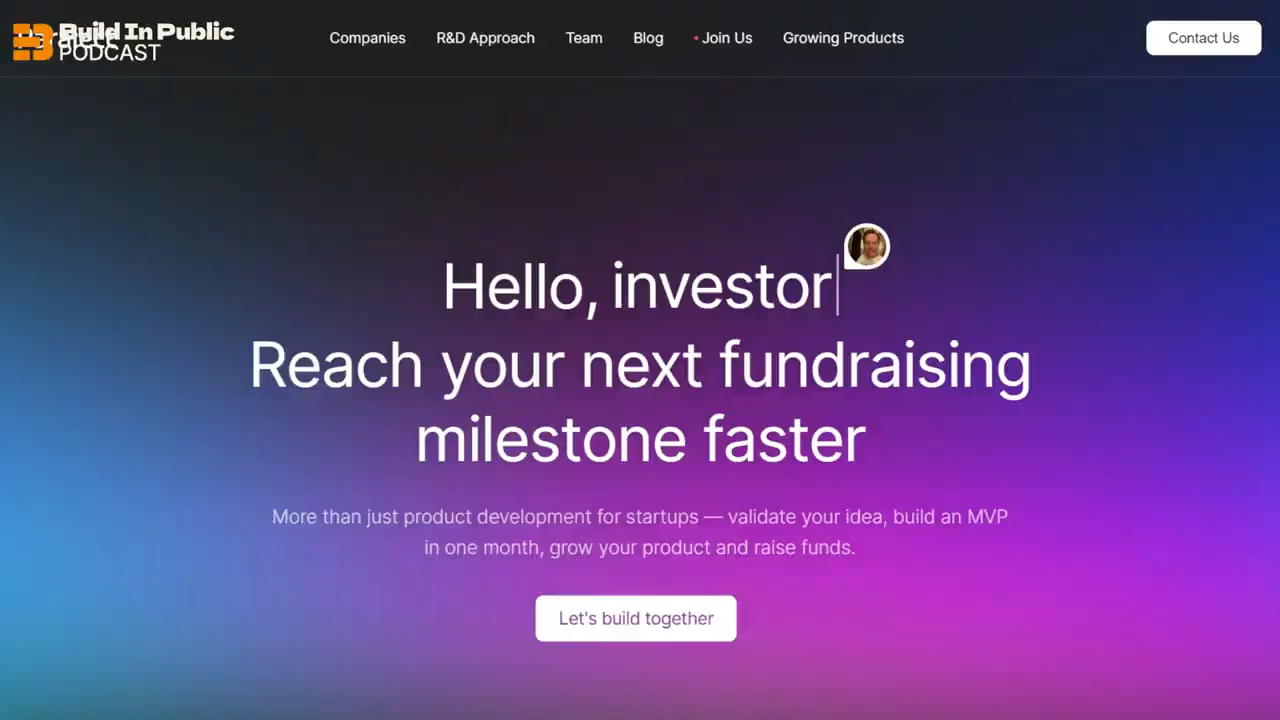 Build In Public
PODCAST
Companies
R&D Approach
Team
Blog
Join Us
Growing Products
Contact Us
Hello, investor
Reach your next fundraising
milestone faster
More than just product development for startups — validate your idea, build an MVP
in one month, grow your product and raise funds.
Let's build together